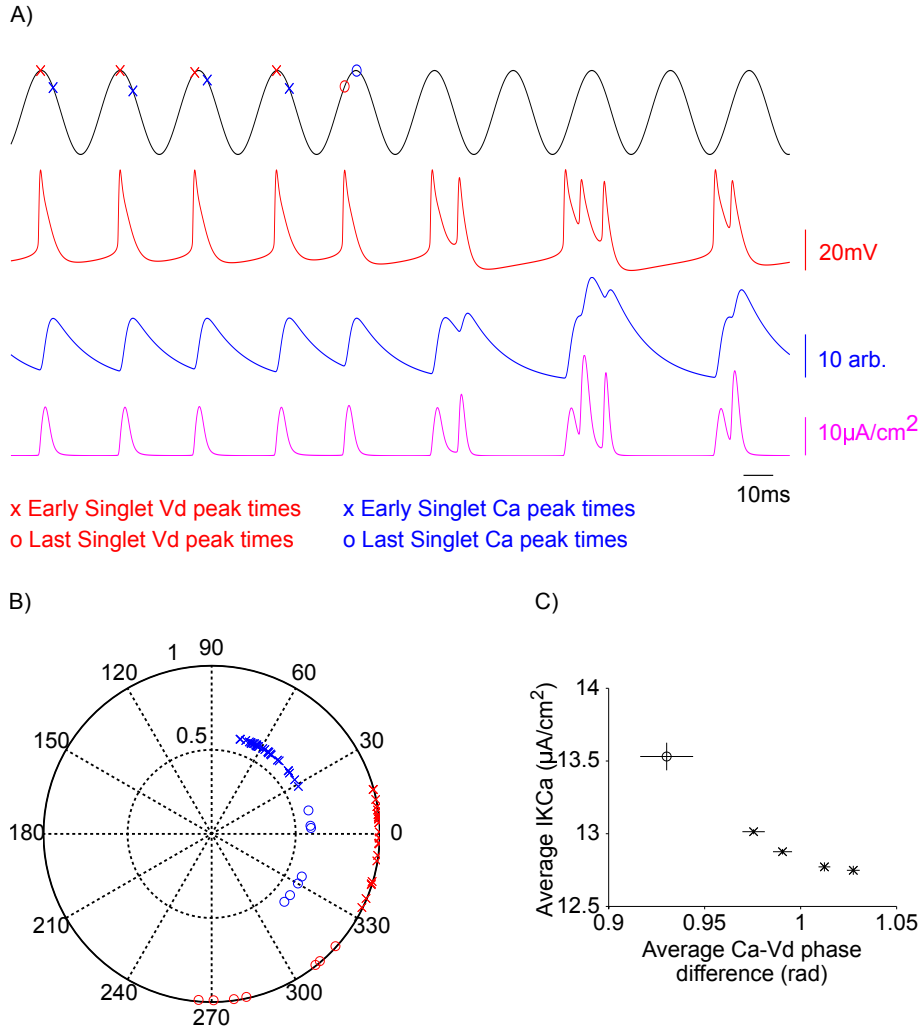 A)
20mV
10 arb.
10µA/cm2
10ms
x Early Singlet Vd peak times
x Early Singlet Ca peak times
o Last Singlet Vd peak times
o Last Singlet Ca peak times
B)
90
60
30
0
330
300
270
240
210
180
150
120
1
0.5
C)
Average IKCa (µA/cm2)
14
13.5
13
12.5
0.9
0.95
1
1.05
Average Ca-Vd phase
difference (rad)